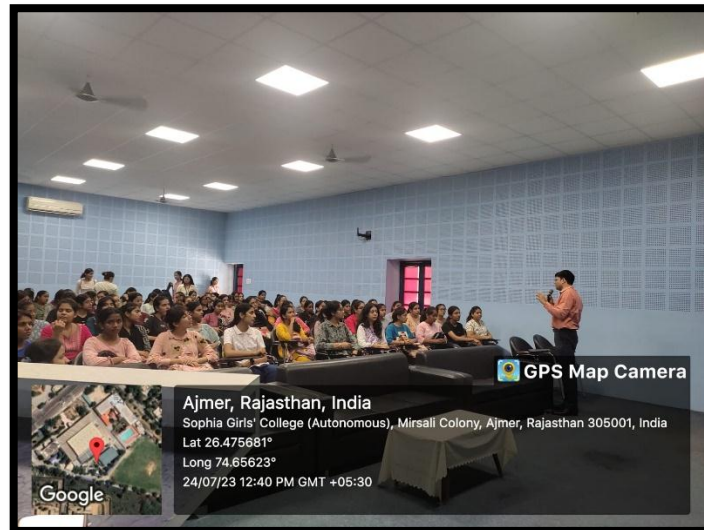 GPS Map Camera
Ajmer, Rajasthan, India
Sophia Girls' College (Autonomous), Mirsali Colony, Ajmer, Rajasthan 305001, India
Lat 26.475681°
Long 74.65623°
24/07/23 12:40 PM GMT +05:30
Google